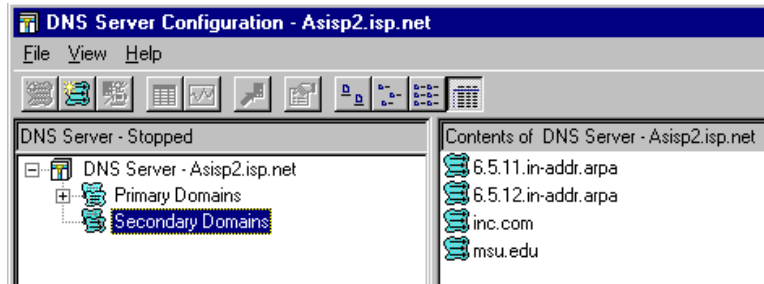 DNS Server Configuration - Asisp2.isp.net
File View Help
DNS Server - Stopped
DNS Server - Asisp2.isp.net
Primary Domains
Secondary Domains
Contents of DNS Server - Asisp2.isp.net
6.5.11.in-addr.arpa
6.5.12.in-addr.arpa
inc.com
msu.edu